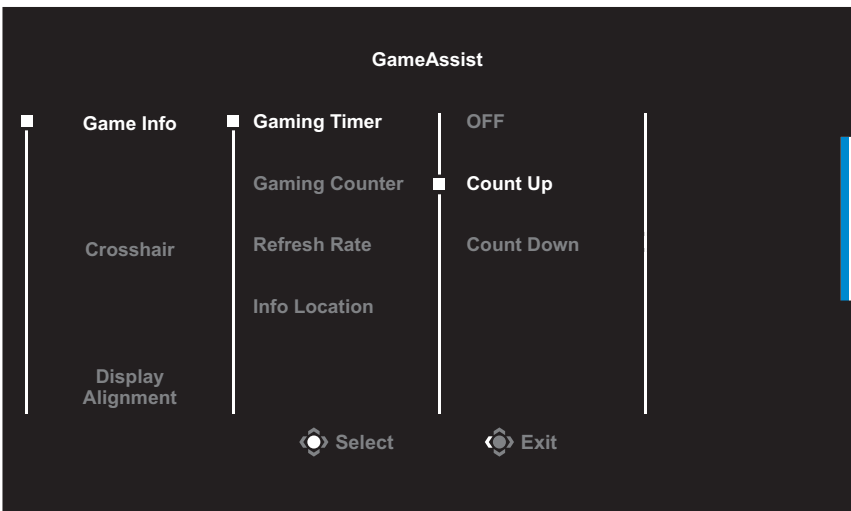 GameAssist
Game Info
Gaming Timer
OFF
Gaming Counter
Count Up
Crosshair
Refresh Rate
Count Down
Info Location
Display
Alignment
Select
Exit